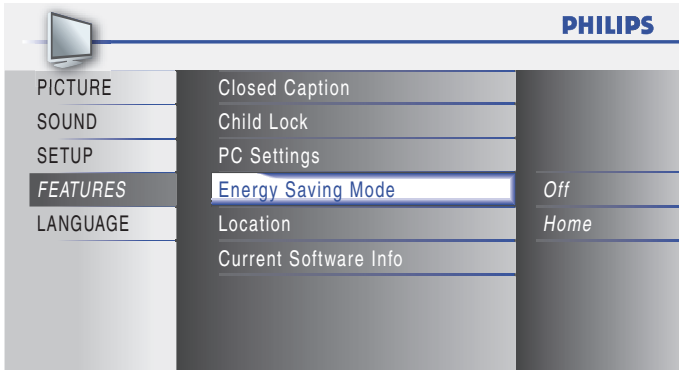 PHILIPS
PICTURE
SOUND
SETUP
FEATURES
LANGUAGE
Closed Caption
Child Lock
PC Settings
Energy Saving Mode
Location
Current Software Info
Off
Home